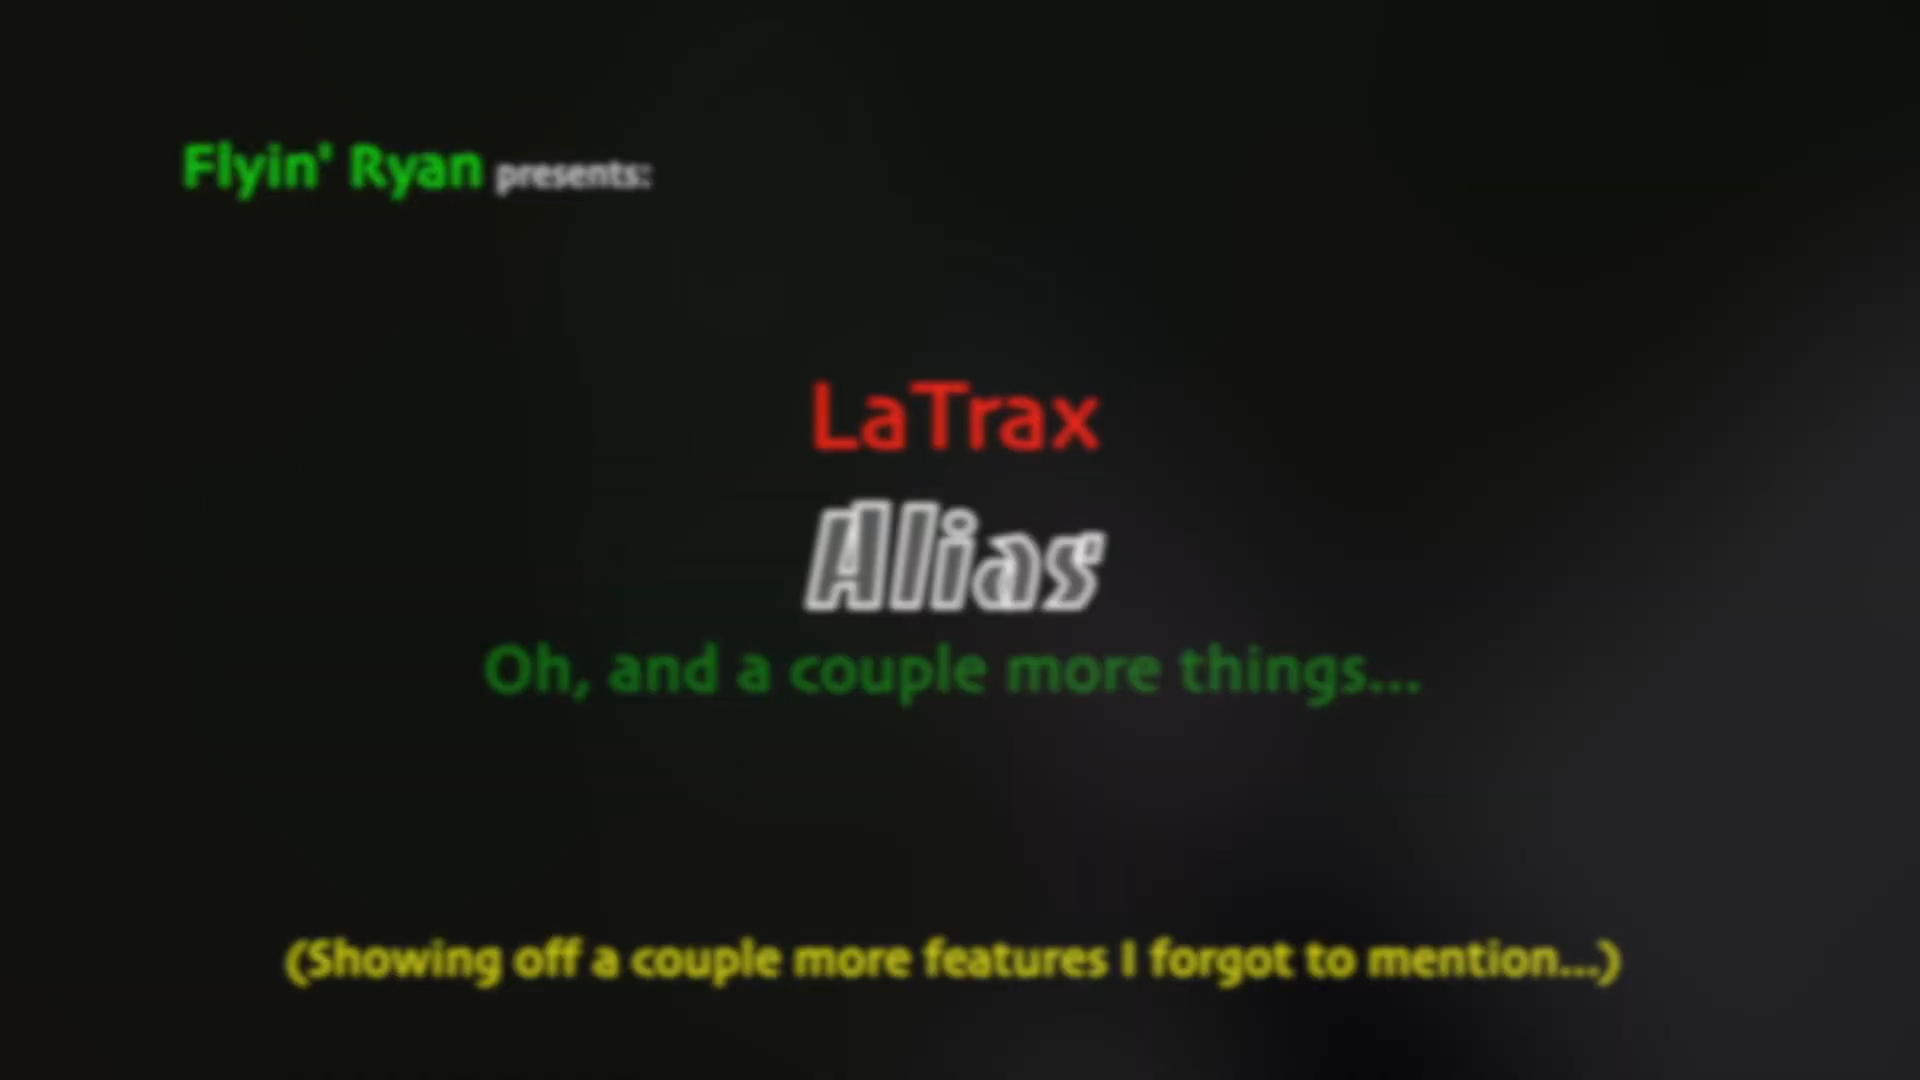 Flyin' Ryan presents:
LaTrax
Alias
Oh, and a couple more things...
(Showing off a couple more features I forgot to mention...)